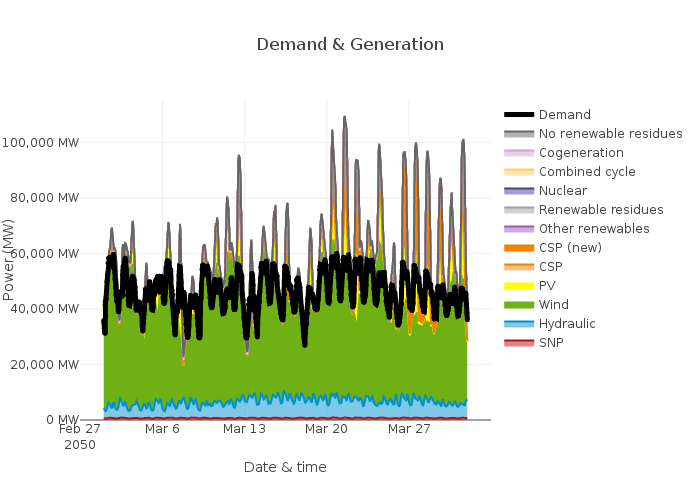 Demand & Generation
Power (MW)
100,000 MW
80,000 MW
60,000 MW
40,000 MW
20,000 MW
0 MW
Feb 27
2050
Mar 6
Mar 13
Mar 20
Mar 27
Date & time
Demand
No renewable residues
Cogeneration
Combined cycle
Nuclear
Renewable residues
Other renewables
CSP (new)
CSP
PV
Wind
Hydraulic
SNP